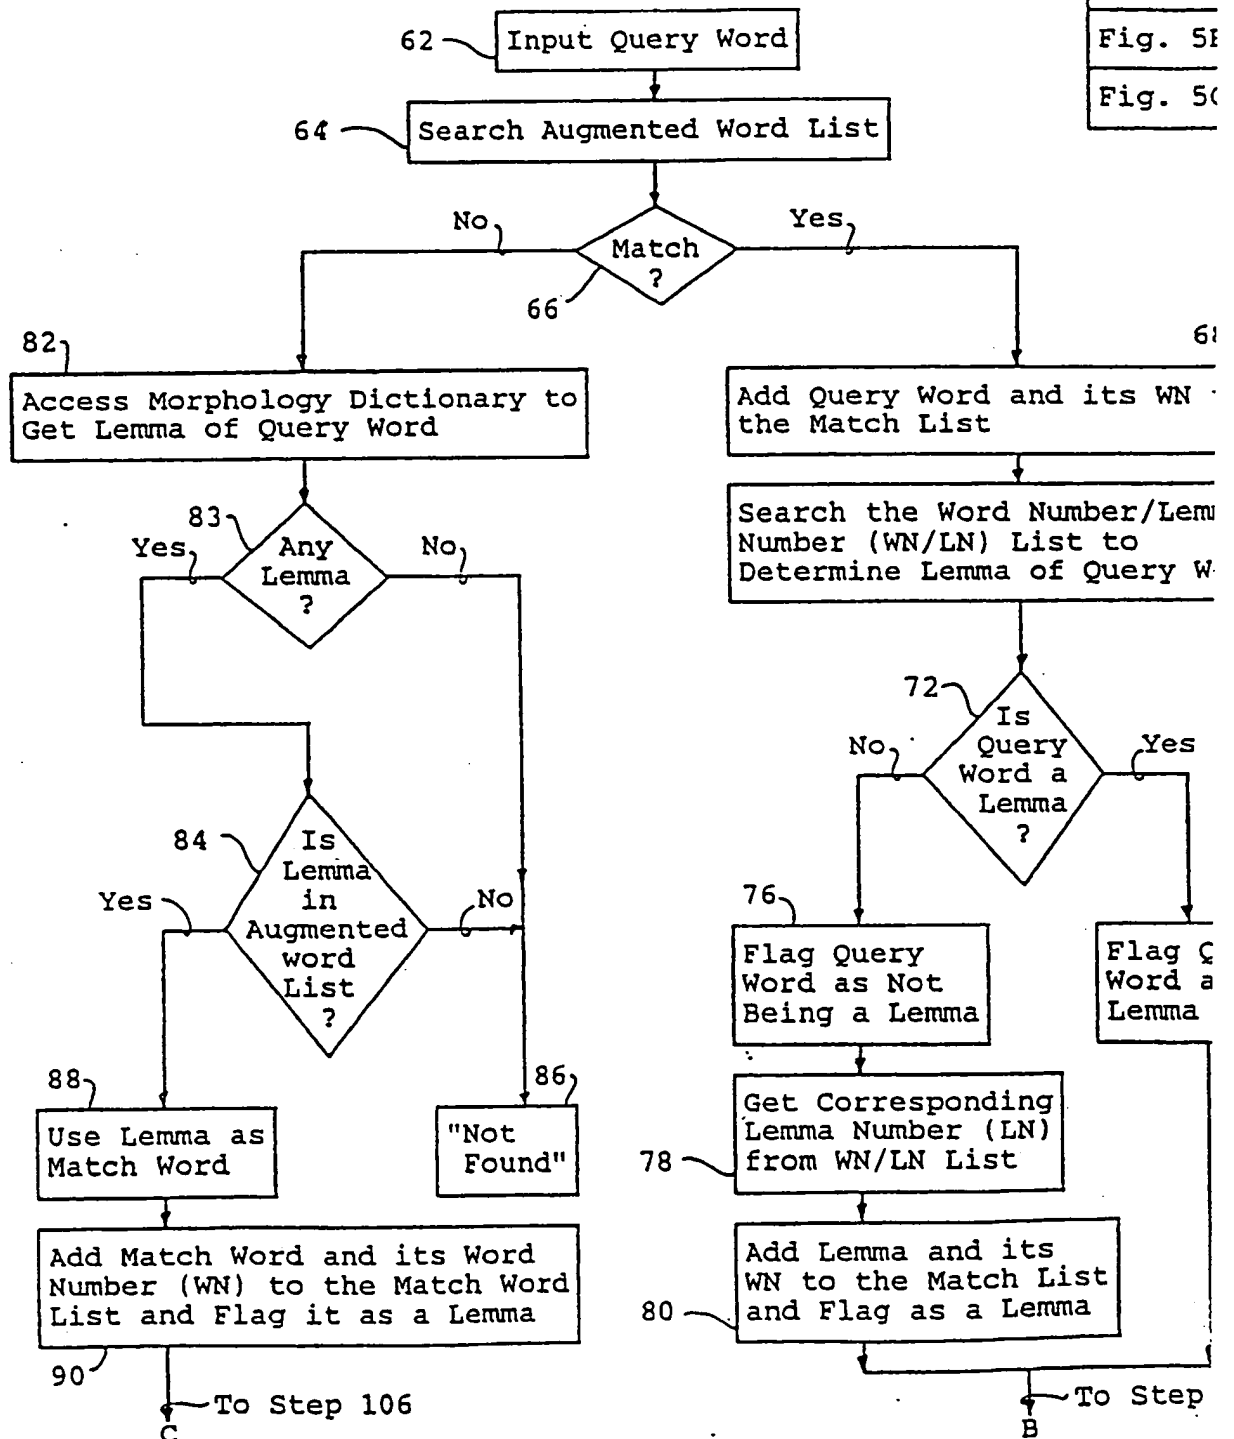 62
Input Query Word
Fig.
Fig.
64
Search Augmented Word List
No
Yes
Match
?
66
82
Access Morphology Dictionary to
Get Lemma of Query Word
Add Query Word and its WN
the Match List
83
Yes
Any
Lemma
?
No
Search the Word Number/
Number (WN/LN) List to
Determine Lemma of Query
72
Is
Query
Word a
Lemma
?
No
Yes
84
Is
Lemma
in
Augmented
word
List
?
Yes
No
76
Flag Query
Word as Not
Being a Lemma
Flag
Word
Lemma
88
Use Lemma as
Match Word
86
"Not
Found"
78
Get Corresponding
Lemma Number (LN)
from WN/LN List
Add Match Word and its Word
Number (WN) to the Match Word
List and Flag it as a Lemma
90
80
Add Lemma and its
WN to the Match List
and Flag as a Lemma
To Step 106
C
To Step
B